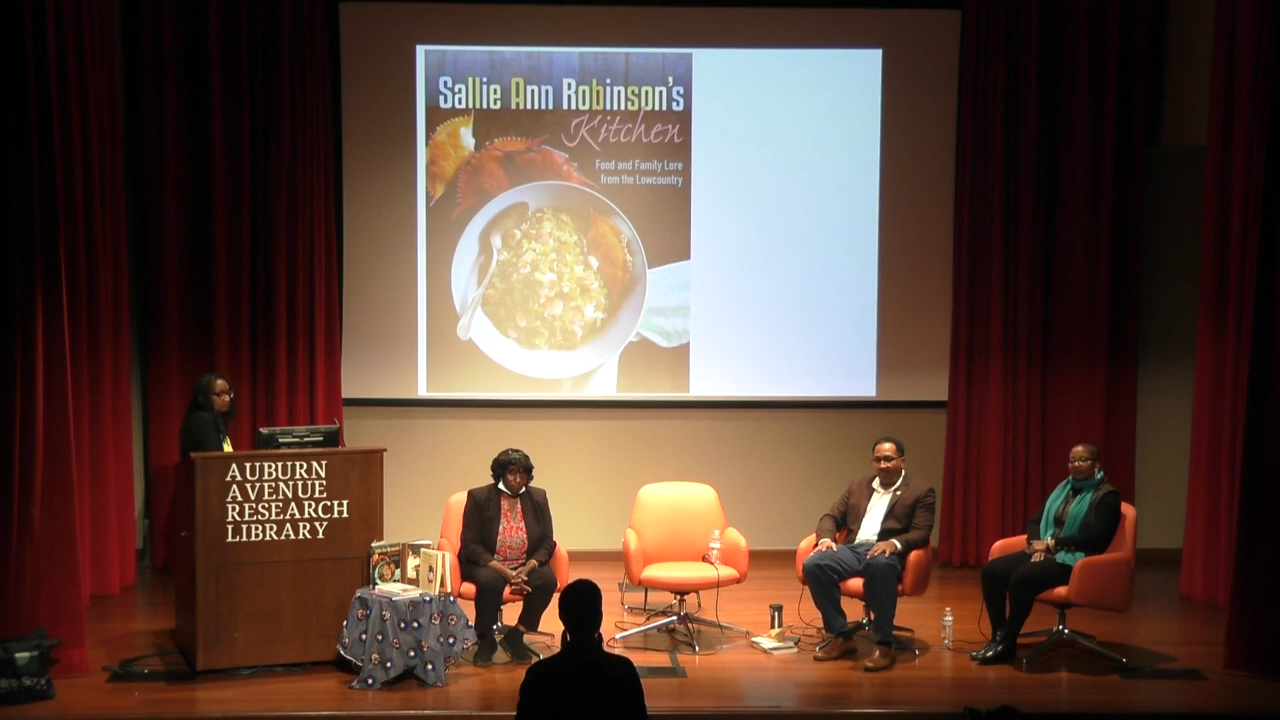 Sallie Ann Robinson's
Kitchen
Food and Family Lore
from the Lowcountry
AUBURN
AVENUE
RESEARCH
LIBRARY